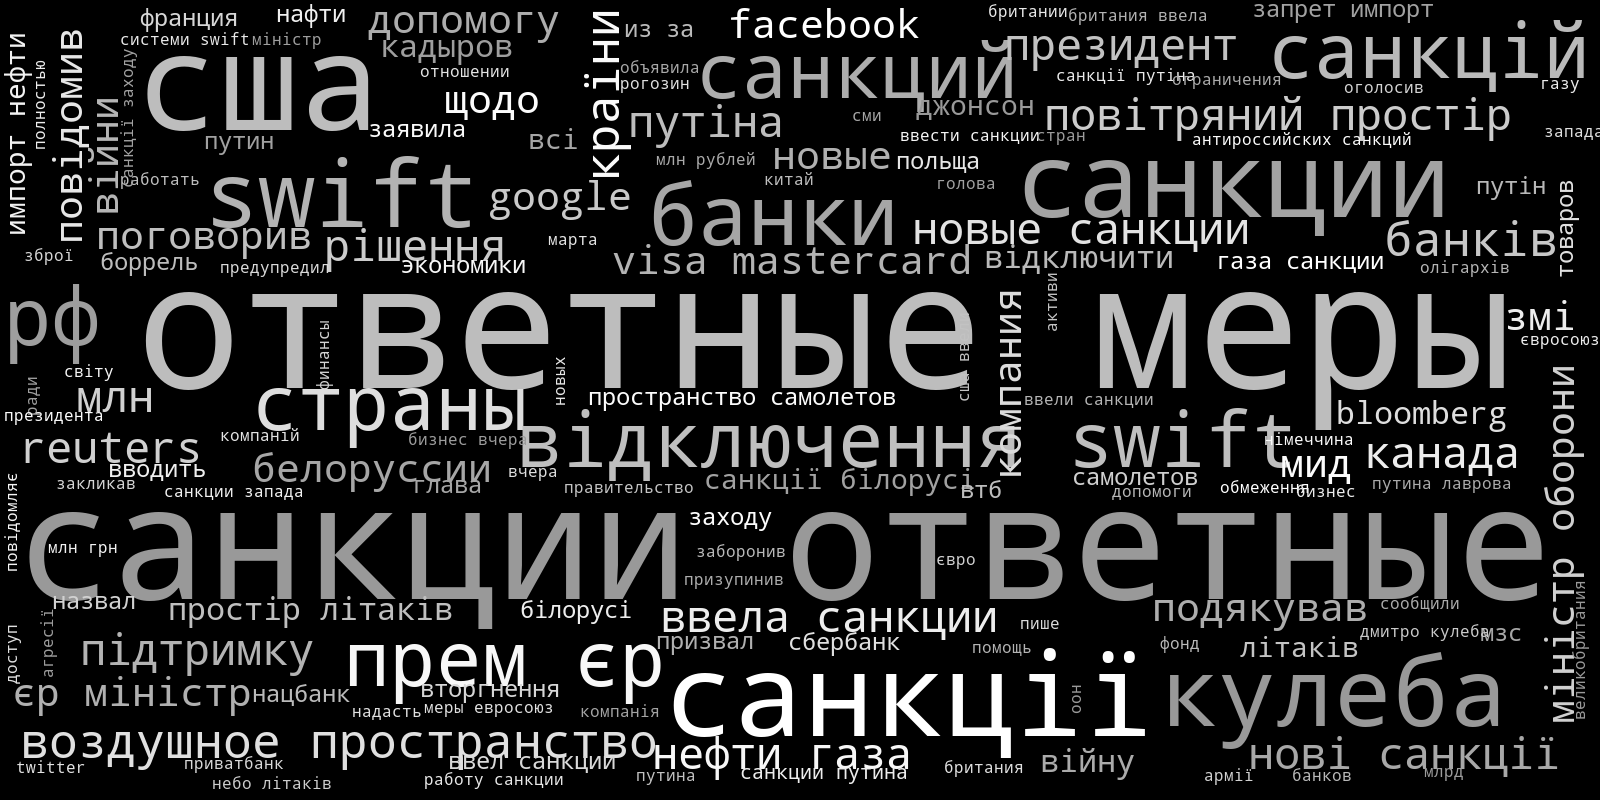 франция
нафти
допомогу
из за
facebook
британии
британия ввела
запрет импорт
системи swift
міністр
кадыров
президент
санкцій
импорт нефти
полностью
повідомив
війни
санкції заходу
сша
отношении
країни
объявила
рогозин
санкций
санкції путіна
ограничения
оголосив
газу
щодо
джонсон
повітряний простір
путин
заявила
всі
путіна
сми
ввести санкции
стран
антироссийских санкций
запада
млн рублей
новые
польща
работать
swift
google
китай
голова
санкции
путін
банки
поговорив
рішення
марта
новые санкции
банків
товаров
зброї
боррель
предупредил
экономики
visa mastercard
відключити
газа санкции
олігархів
рф
ответные меры
активи
компания
змі
євросоюз
финансы
сша вв
світу
ради
млн
президента
страны
новых
пространство самолетов
ввели санкции
bloomberg
reuters
компаній
бизнес вчера
відключення swift
німеччина
канада
мид
вводить
белоруссии
вчера
самолетов
міністр оборони
закликав
санкции запада
глава
правительство
санкції білорусі
втб
допомоги
обмеження
бизнес
путина лаврова
повідомляє
санкции ответные
заходу
млн грн
заборонив
євро
призупинив
назвал
простір літаків
білорусі
ввела санкции
пише
подякував
сообщили
великобритания
доступ
агресії
підтримку
прем єр
призвал
сбербанк
помощь
фонд
літаків
дмитро кулеба
мзс
єр міністр
нацбанк
вторгнення
санкції
оон
кулеба
надасть
меры евросоюз
компанія
воздушное пространство
нефти газа
нові санкції
twitter
приватбанк
ввел санкции
війну
небо літаків
работу санкции
путина
санкции путина
британия
армії
банков
млрд